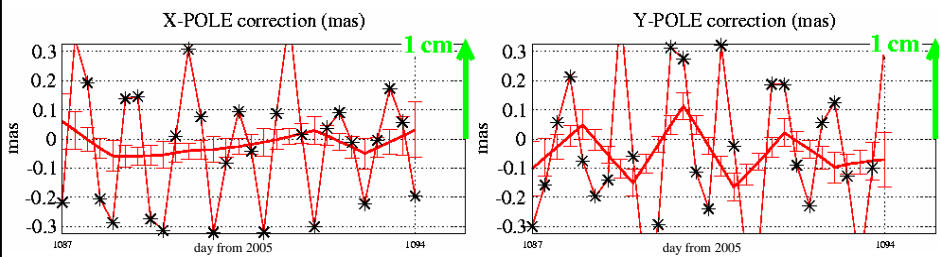 X-POLE correction (mas)
1 cm
0.3
0.2
0.1
0
-0.1
-0.2
-0.3
mas
1087
day from 2005
1094
Y-POLE correction (mas)
1 cm
0.3
0.2
0.1
0
-0.1
-0.2
-0.3
mas
1087
day from 2005
1094